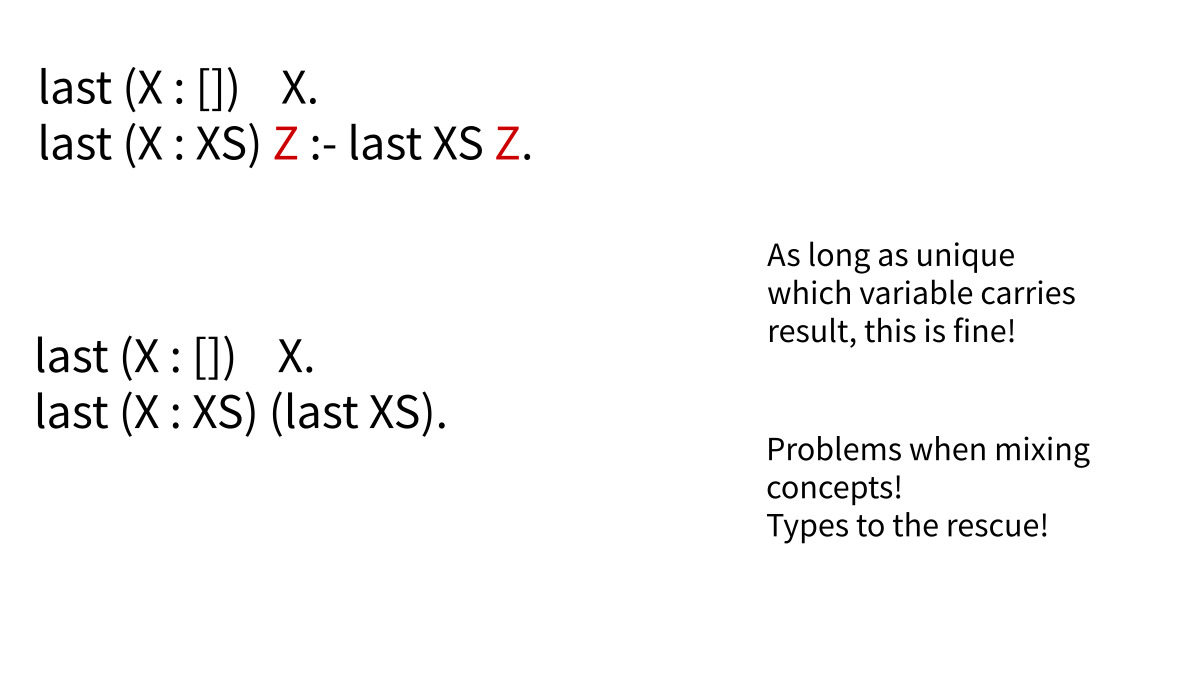 last (X : []) X.
last (X : XS) Z :- last XS Z.
last (X : []) X.
last (X : XS) (last XS).
As long as unique
which variable carries
result, this is fine!
Problems when mixing
concepts!
Types to the rescue!